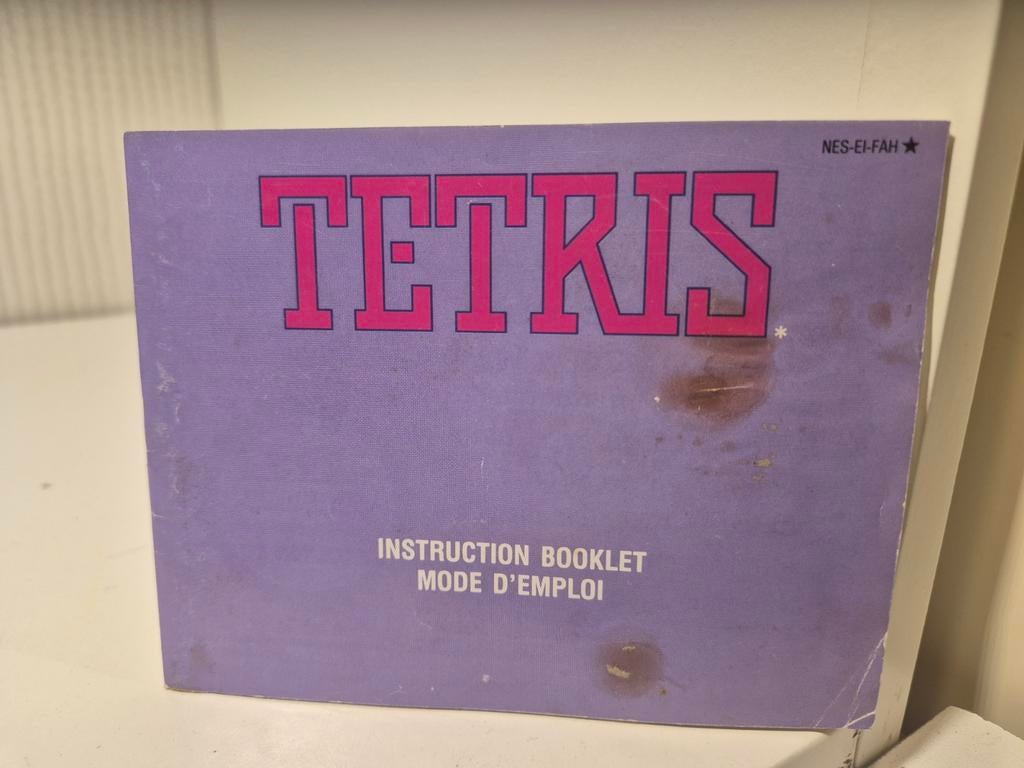 NES-EI-FAH ★
TETRIS*
INSTRUCTION BOOKLET
MODE D'EMPLOI